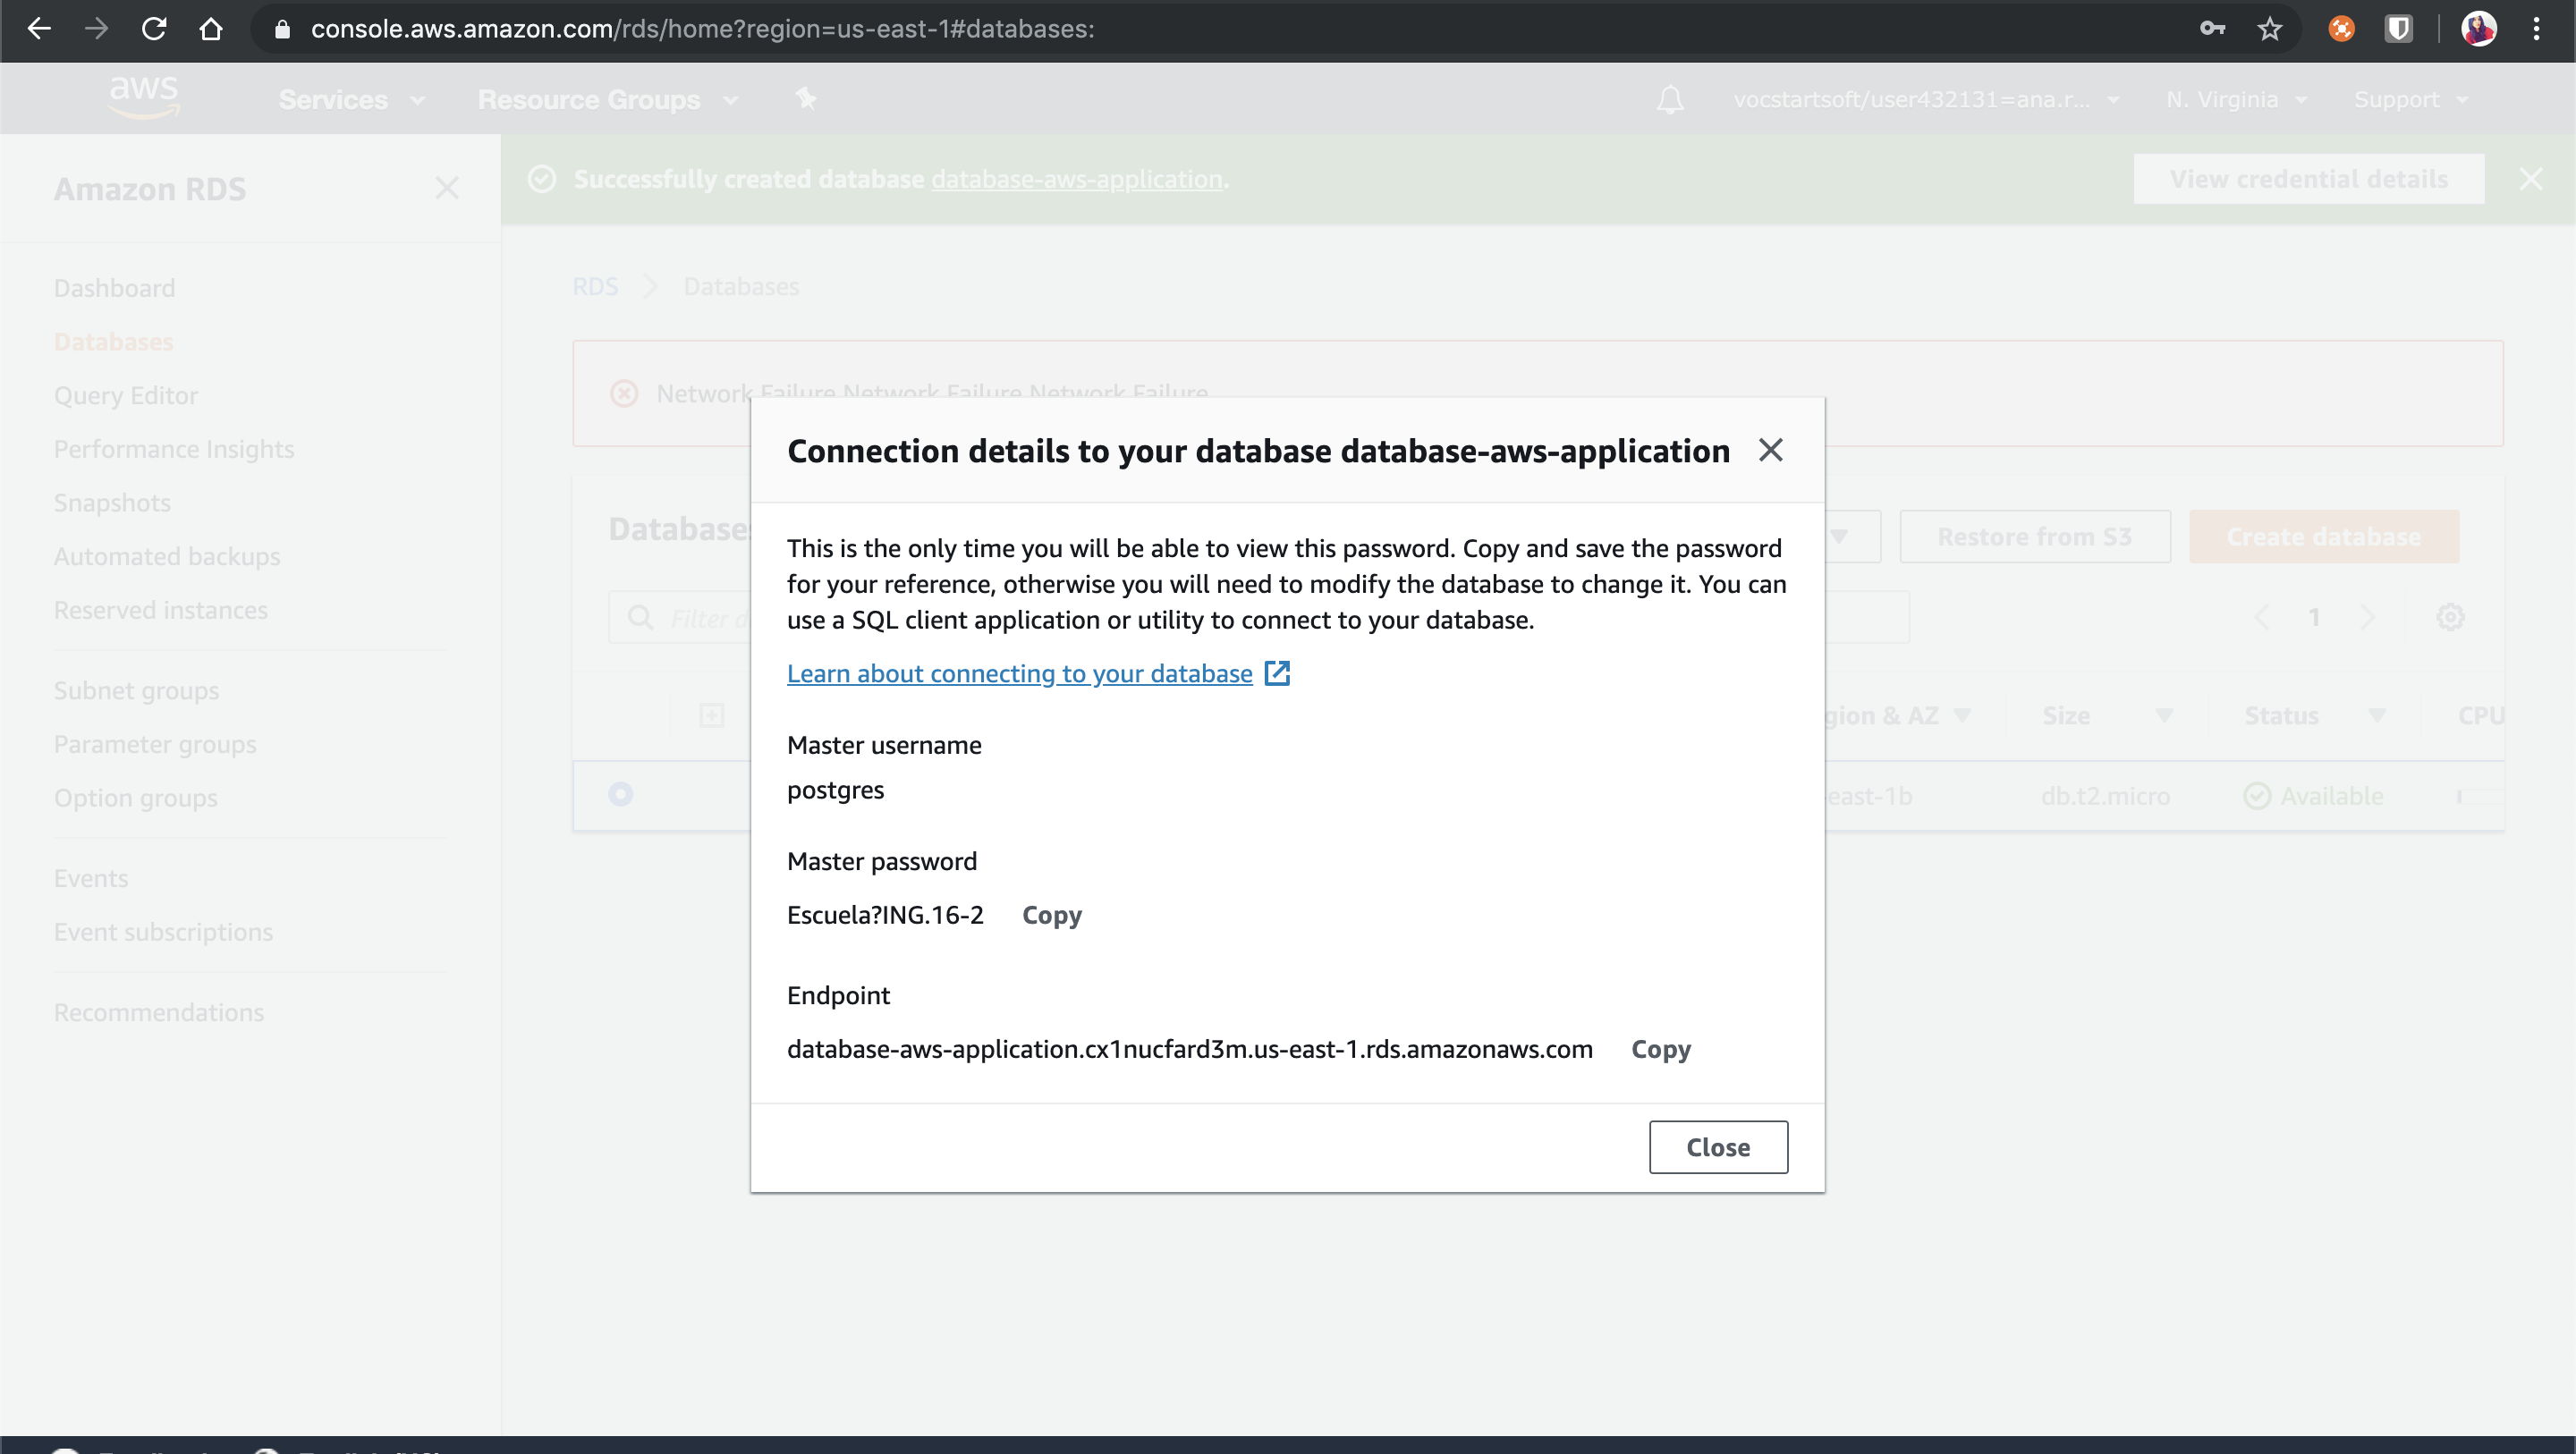 console.aws.amazon.com/rds/home?region=us-east-1#databases:
aws
Services
Resource Groups
vocstartsoft/user432131=ana.r...
N. Virginia
Support
Amazon RDS
Successfully created database database-aws-application.
View credential details
Dashboard
Databases
Query Editor
Performance Insights
Snapshots
Automated backups
Reserved instances
Subnet groups
Parameter groups
Option groups
Events
Event subscriptions
Recommendations
RDS
Databases
Network Failure Network Failure Network Failure
Databases
Restore from S3
Create database
Filter
1
Size
Status
CPU
gion & AZ
-east-1b
db.t2.micro
Available
Connection details to your database database-aws-application
This is the only time you will be able to view this password. Copy and save the password
for your reference, otherwise you will need to modify the database to change it. You can
use a SQL client application or utility to connect to your database.
Learn about connecting to your database
Master username
postgres
Master password
Escuela?ING.16-2 Copy
Endpoint
database-aws-application.cx1nucfard3m.us-east-1.rds.amazonaws.com Copy
Close